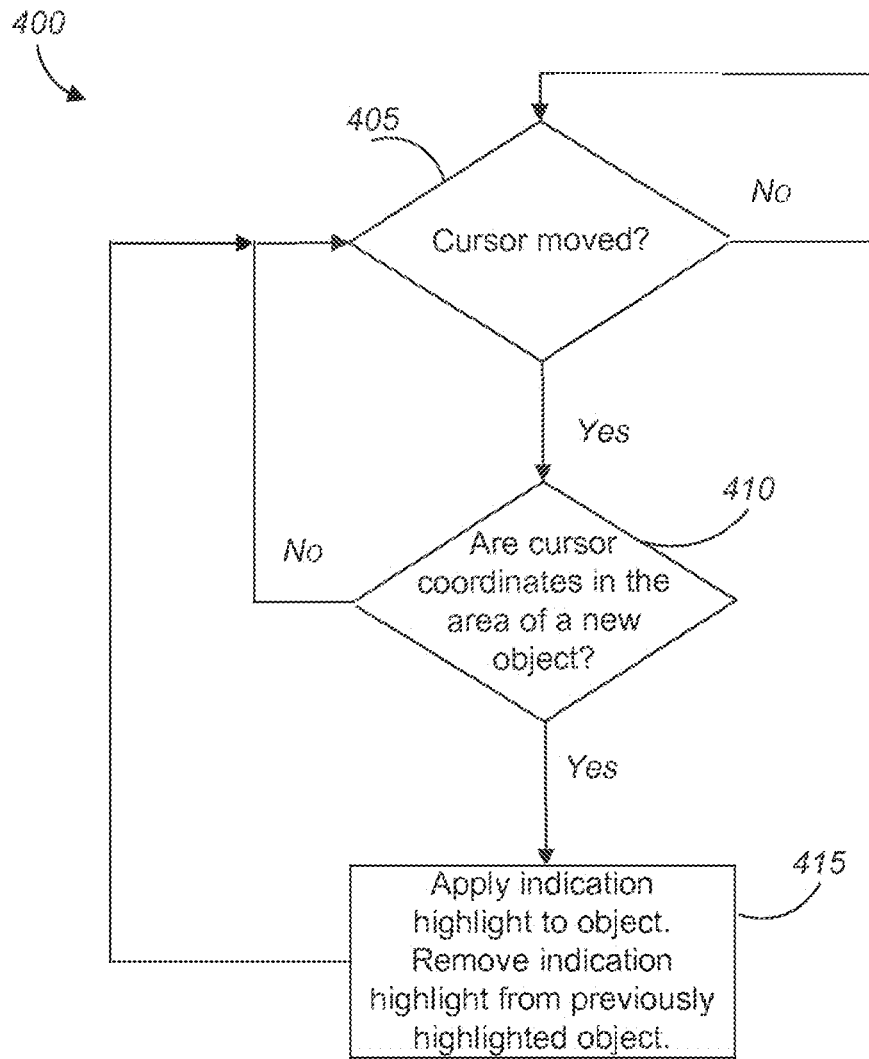 400
405
No
Cursor moved?
Yes
410
No
Are cursor
coordinates in the
area of a new
object?
Yes
415
Apply indication
highlight to object.
Remove indication
highlight from previously
highlighted object.